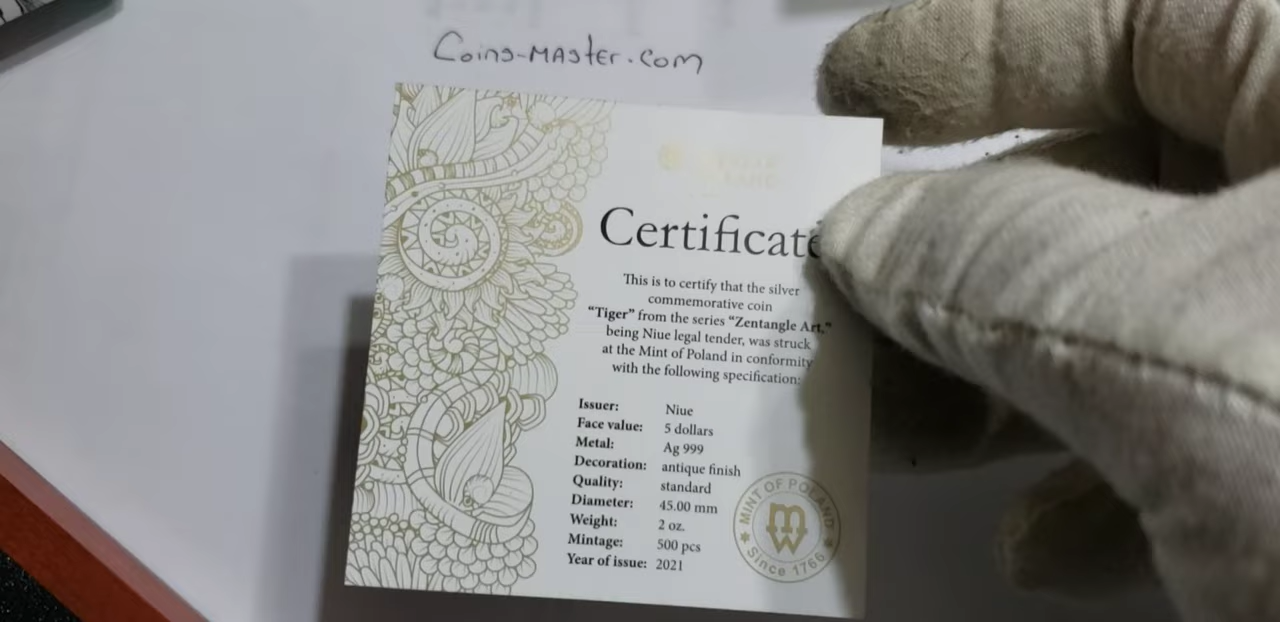 Coins-Master.com
Certificate
This is to certify that the silver
commemorative coin
“Tiger” from the series “Zentangle Art,”
being Niue legal tender, was struck
at the Mint of Poland in conformity
with the following specification:
Issuer: Niue
Face value: 5 dollars
Metal: Ag 999
Decoration: antique finish
Quality: standard
Diameter: 45.00 mm
Weight: 2 oz.
Mintage: 500 pcs
Year of issue: 2021
MINT OF POLAND
MW
Since 1766